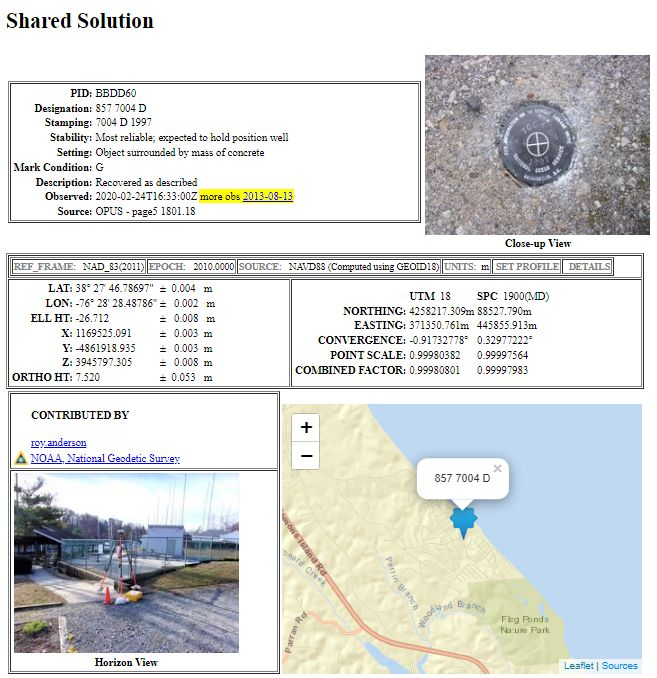 Shared Solution
PID: BBDD60
Designation: 857 7004 D
Stamping: 7004 D 1997
Stability: Most reliable; expected to hold position well
Setting: Object surrounded by mass of concrete
Mark Condition: G
Description: Recovered as described
Observed: 2020-02-24T16:33:00Z more obs 2013-08-13
Source: OPUS - page5 1801.18
Close-up View
REF_FRAME: NAD_83(2011) EPOCH: 2010.0000 SOURCE: NAVD88 (Computed using GEOID18) UNITS: m SET PROFILE DETAILS
LAT: 38° 27' 46.78697" ± 0.004 m
LON: -76° 28' 28.48786" ± 0.002 m
ELL HT: -26.712 ± 0.008 m
X: 1169525.091 ± 0.003 m
Y: -4861918.935 ± 0.003 m
Z: 3945797.305 ± 0.008 m
ORTHO HT: 7.520 ± 0.053 m
UTM 18 SPC 1900(MD)
NORTHING: 4258217.309m 88527.790m
EASTING: 371350.761m 445855.913m
CONVERGENCE: -0.91732778° 0.32977222°
POINT SCALE: 0.99980382 0.99997564
COMBINED FACTOR: 0.99980801 0.99997983
CONTRIBUTED BY
roy.anderson
NOAA, National Geodetic Survey
Horizon View
+
−
857 7004 D
×
Island Rd
Creek
Perrin Branch
Woodland Branch
Parran Rd
Flag Ponds
Nature Park
Leaflet | Sources